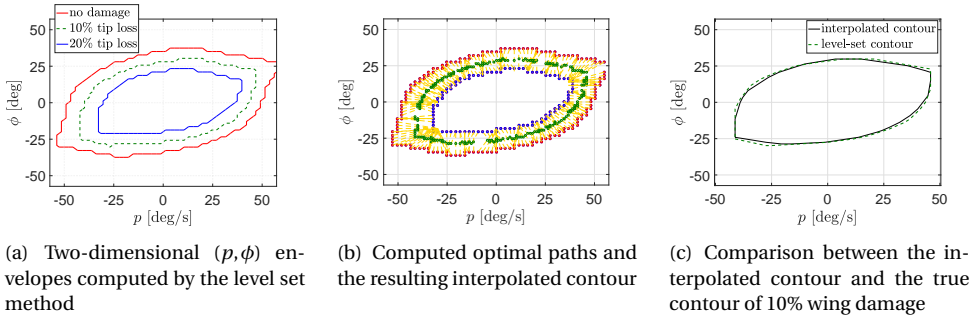 no damage
10% tip loss
20% tip loss
50
25
0
-25
-50
ϕ [deg]
-50 -25 0 25 50
p [deg/s]
50
25
0
-25
-50
ϕ [deg]
-50 -25 0 25 50
p [deg/s]
interpolated contour
level-set contour
50
25
0
-25
-50
ϕ [deg]
-50 -25 0 25 50
p [deg/s]
(a) Two-dimensional (p,ϕ) en-
velopes computed by the level set
method
(b) Computed optimal paths and
the resulting interpolated contour
(c) Comparison between the in-
terpolated contour and the true
contour of 10% wing damage